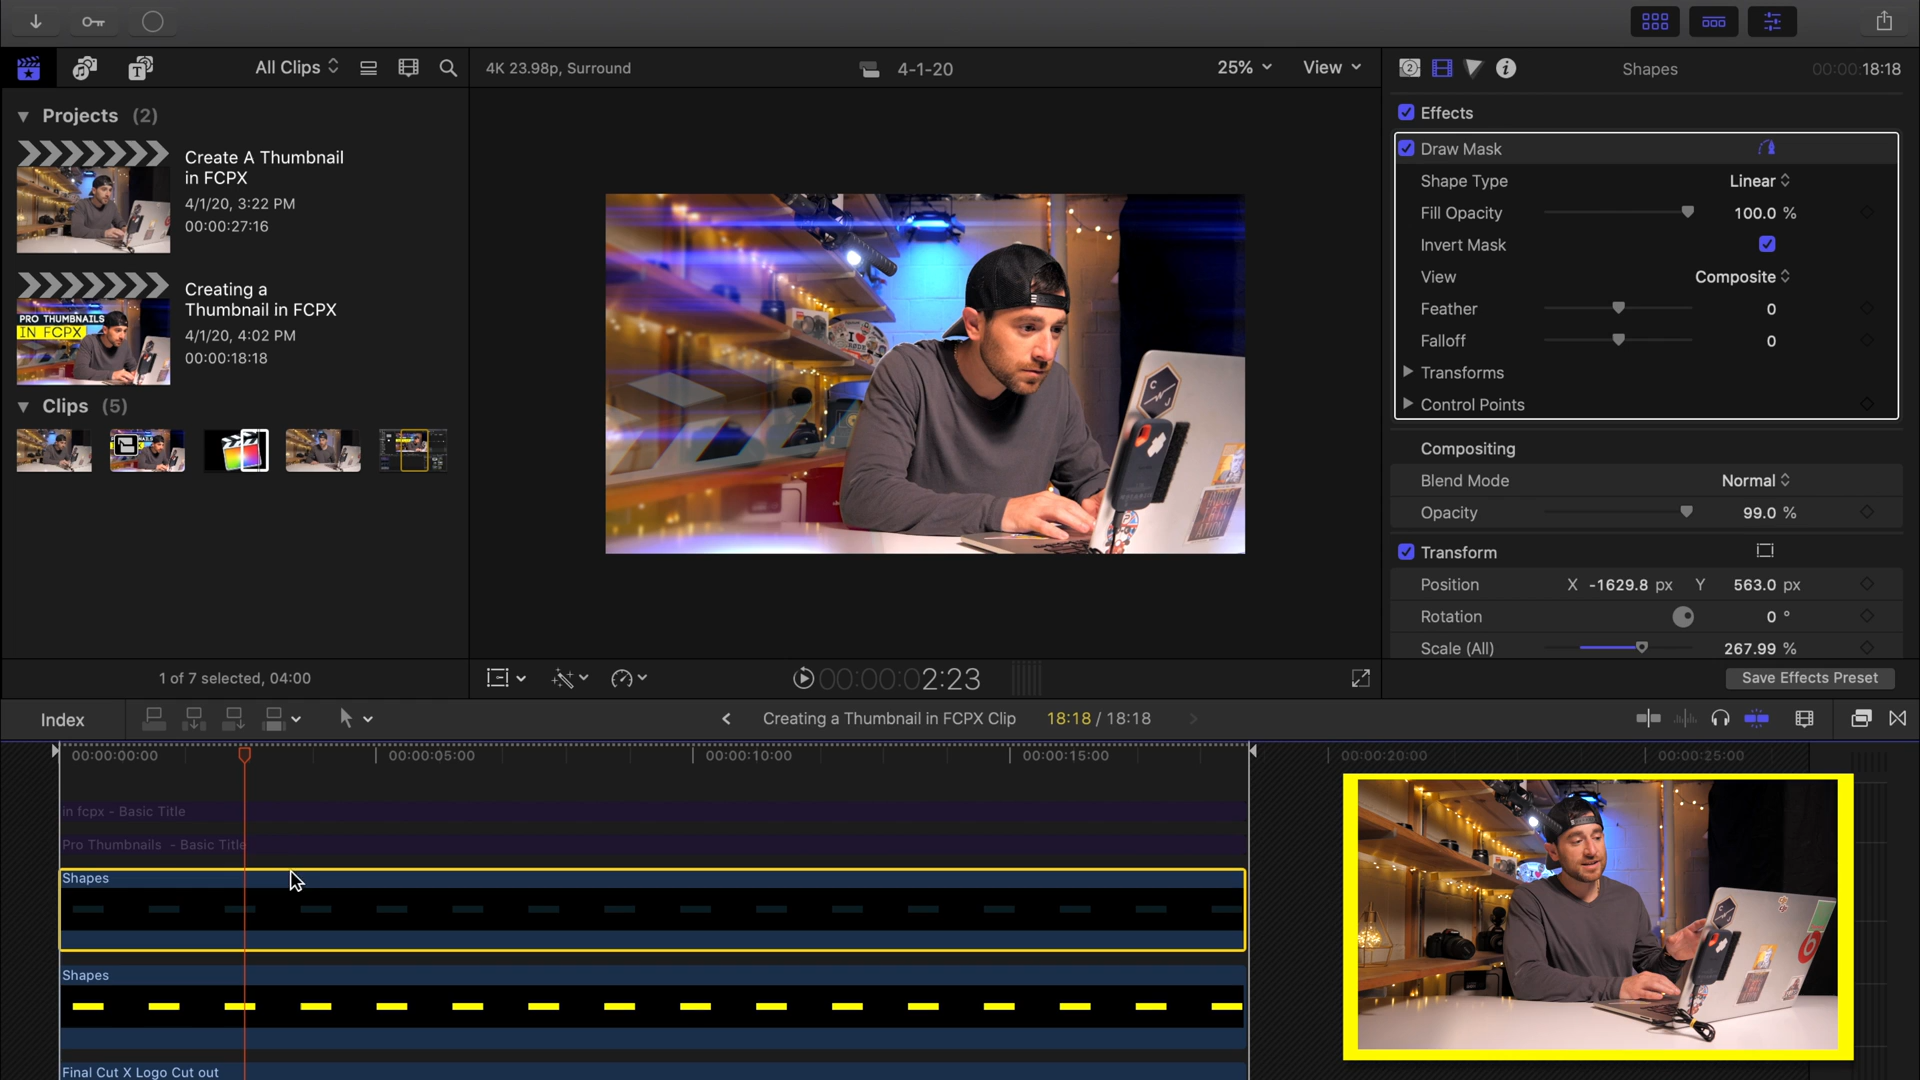 All Clips
4K 23.98p, Surround
4-1-20
25%
View
Shapes
00:00:18:18
Projects (2)
Create A Thumbnail
in FCPX
4/1/20, 3:22 PM
00:00:27:16
Creating a
Thumbnail in FCPX
4/1/20, 4:02 PM
00:00:18:18
PRO THUMBNAILS
IN FCPX
Clips (5)
1 of 7 selected, 04:00
Effects
Draw Mask
Shape Type Linear
Fill Opacity 100.0 %
Invert Mask
View Composite
Feather 0
Falloff 0
Transforms
Control Points
Compositing
Blend Mode Normal
Opacity 99.0 %
Transform
Position X -1629.8 px Y 563.0 px
Rotation 0 °
Scale (All) 267.99 %
Save Effects Preset
00:00:02:23
Index
Creating a Thumbnail in FCPX Clip
18:18 / 18:18
00:00:00:00
00:00:05:00
00:00:10:00
00:00:15:00
00:00:20:00
00:00:25:00
in fcpx - Basic Title
Pro Thumbnails - Basic Title
Shapes
Shapes
Final Cut X Logo Cut out